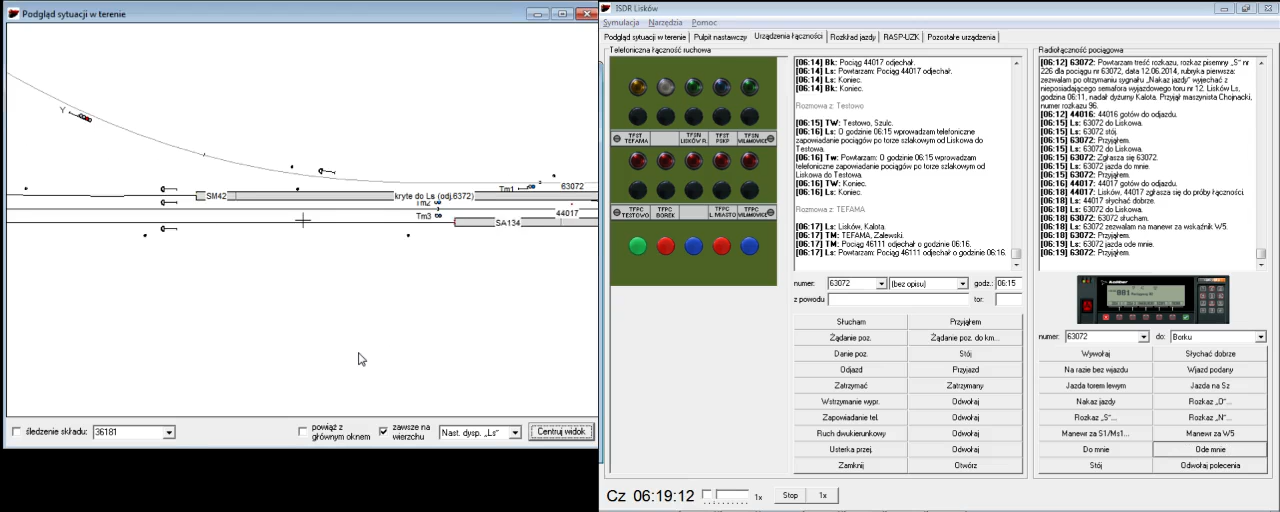 Podgląd sytuacji w terenie
Y
SM42
kryte do Ls (odj.6372)
Tm1
63072
Tm2
Tm3
44017
SA134
śledzenie składu:
36181
powiąż z głównym oknem
zawsze na wierzchu
Nast. dysp. „Ls"
Centruj widok
ISDR Lisków
Symulacja Narzędzia Pomoc
Podgląd sytuacji w terenie
Pulpit nastawczy
Urządzenia łączności
Rozkład jazdy
RASP-UZK
Pozostałe urządzenia
Telefoniczna łączność ruchowa
TFST TEFAMA
TFSN LISKÓW R.
TFST PSKP
TFSN WILAMOWICE
TFPC TESTOWO
TFPC BOREK
TFPC L. MIASTO
TFPC WILAMOWICE
[06:14] Bk: Pociąg 44017 odjechał.
[06:14] Ls: Powtarzam: Pociąg 44017 odjechał.
[06:14] Ls: Koniec.
[06:14] Bk: Koniec.
Rozmowa z: Testowo
[06:15] TW: Testowo, Szulc.
[06:16] Ls: O godzinie 06:15 wprowadzam telefoniczne
zapowiadanie pociągów po torze szlakowym od Liskowa do
Testowa.
[06:16] Tw: Powtarzam: O godzinie 06:15 wprowadzam
telefoniczne zapowiadanie pociągów po torze szlakowym od
Liskowa do Testowa.
[06:16] TW: Koniec.
[06:16] Ls: Koniec.
Rozmowa z: TEFAMA
[06:17] Ls: Lisków, Kalota.
[06:17] TM: TEFAMA, Zalewski.
[06:17] TM: Pociąg 46111 odjechał o godzinie 06:16.
[06:17] Ls: Powtarzam: Pociąg 46111 odjechał o godzinie 06:16.
numer:
63072
(bez opisu)
godz.:
06:15
z powodu
tor:
Słucham
Przyjąłem
Żądanie poz.
Żądanie poz. do km...
Danie poz.
Stój
Odjazd
Przyjazd
Zatrzymać
Zatrzymany
Wstrzymanie wypr.
Odwołaj
Zapowiadanie tel.
Odwołaj
Ruch dwukierunkowy
Odwołaj
Usterka przej.
Odwołaj
Zamknij
Otwórz
Radiołączność pociągowa
[06:12] 63072: Powtarzam treść rozkazu, rozkaz pisemny „S" nr
226 dla pociągu nr 63072, data 12.06.2014, rubryka pierwsza:
zezwalam po otrzymaniu sygnału „Nakaz jazdy" wyjechać z
nieposiadającego semafora wyjazdowego toru nr 12. Lisków Ls,
godzina 06:11, nadał dyżurny Kalota. Przyjął maszynista Chojnacki,
numer rozkazu 96.
[06:12] 44016: 44016 gotów do odjazdu.
[06:15] Ls: 63072 do Liskowa.
[06:15] Ls: 63072 stój.
[06:15] 63072: Przyjąłem.
[06:15] Ls: 63072 do Liskowa.
[06:15] 63072: Zgłasza się 63072.
[06:15] Ls: 63072 jazda do mnie.
[06:15] 63072: Przyjąłem.
[06:16] 44017: 44017 gotów do odjazdu.
[06:18] 44017: Lisków, 44017 zgłasza się do próby łączności.
[06:18] Ls: 44017 słychać dobrze.
[06:18] Ls: 63072 do Liskowa.
[06:18] 63072: 63072 słucham.
[06:18] Ls: 63072 zezwalam na manewr za wskaźnik W5.
[06:18] 63072: Przyjąłem.
[06:19] Ls: 63072 jazda ode mnie.
[06:19] 63072: Przyjąłem.
numer:
63072
do:
Borku
Wywołaj
Słychać dobrze
Na razie bez wjazdu
Wjazd podany
Jazda torem lewym
Jazda na Sz
Nakaz jazdy
Rozkaz „O"...
Rozkaz „S"...
Rozkaz „N"...
Manewr za S1/Ms1...
Manewr za W5
Do mnie
Ode mnie
Stój
Odwołaj polecenia
Cz 06:19:12
1x
Stop
1x